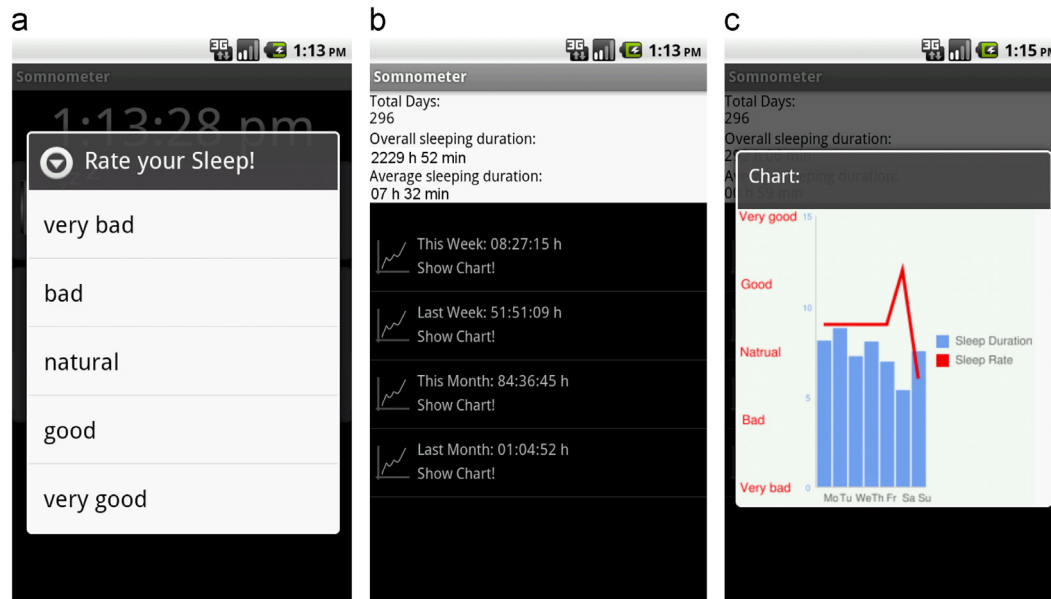 a
3G 1:13 PM
Somnometer
1:13:28 pm
Rate your Sleep!
very bad
bad
natural
good
very good
b
3G 1:13 PM
Somnometer
Total Days:
296
Overall sleeping duration:
2229 h 52 min
Average sleeping duration:
07 h 32 min
This Week: 08:27:15 h
Show Chart!
Last Week: 51:51:09 h
Show Chart!
This Month: 84:36:45 h
Show Chart!
Last Month: 01:04:52 h
Show Chart!
c
3G 1:15 PM
Somnometer
Total Days:
296
Overall sleeping duration:
Chart:
Very good 15
Good
10
Natrual
5
Bad
Very bad 0
Mo Tu We Th Fr Sa Su
Sleep Duration
Sleep Rate